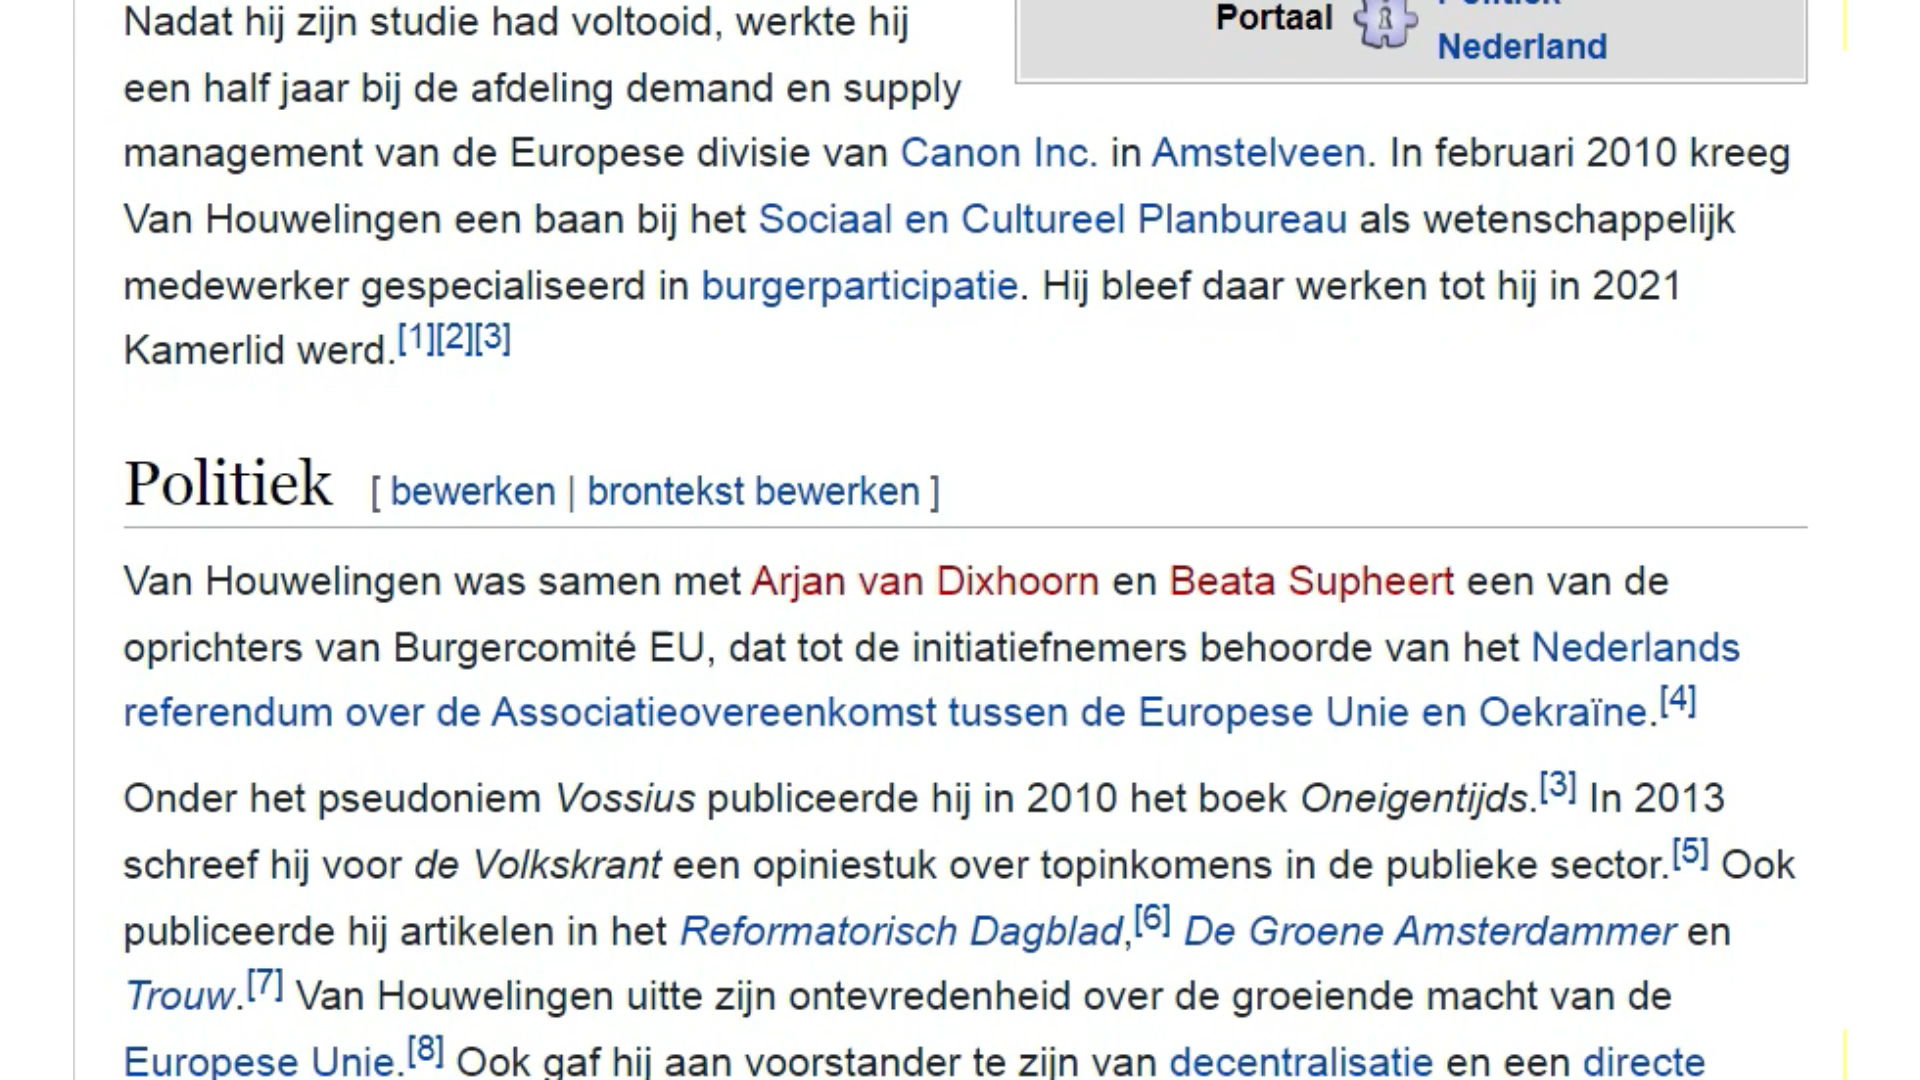 Nadat hij zijn studie had voltooid, werkte hij
Portaal
Politiek
Nederland
een half jaar bij de afdeling demand en supply
management van de Europese divisie van Canon Inc. in Amstelveen. In februari 2010 kreeg
Van Houwelingen een baan bij het Sociaal en Cultureel Planbureau als wetenschappelijk
medewerker gespecialiseerd in burgerparticipatie. Hij bleef daar werken tot hij in 2021
Kamerlid werd.[1][2][3]
Politiek [ bewerken | brontekst bewerken ]
Van Houwelingen was samen met Arjan van Dixhoorn en Beata Supheert een van de
oprichters van Burgercomité EU, dat tot de initiatiefnemers behoorde van het Nederlands
referendum over de Associatieovereenkomst tussen de Europese Unie en Oekraïne.[4]
Onder het pseudoniem Vossius publiceerde hij in 2010 het boek Oneigentijds.[3] In 2013
schreef hij voor de Volkskrant een opiniestuk over topinkomens in de publieke sector.[5] Ook
publiceerde hij artikelen in het Reformatorisch Dagblad,[6] De Groene Amsterdammer en
Trouw.[7] Van Houwelingen uitte zijn ontevredenheid over de groeiende macht van de
Europese Unie.[8] Ook gaf hij aan voorstander te zijn van decentralisatie en een directe